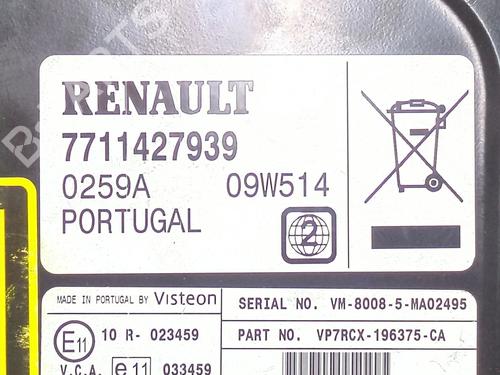 RENAULT
7711427939
0259A 09W514
PORTUGAL
2
MADE IN PORTUGAL BY Visteon
SERIAL NO. VM-8008-5-MA02495
E11 10 R- 023459
PART NO. VP7RCX-196375-CA
V.C.A. e 11 033459